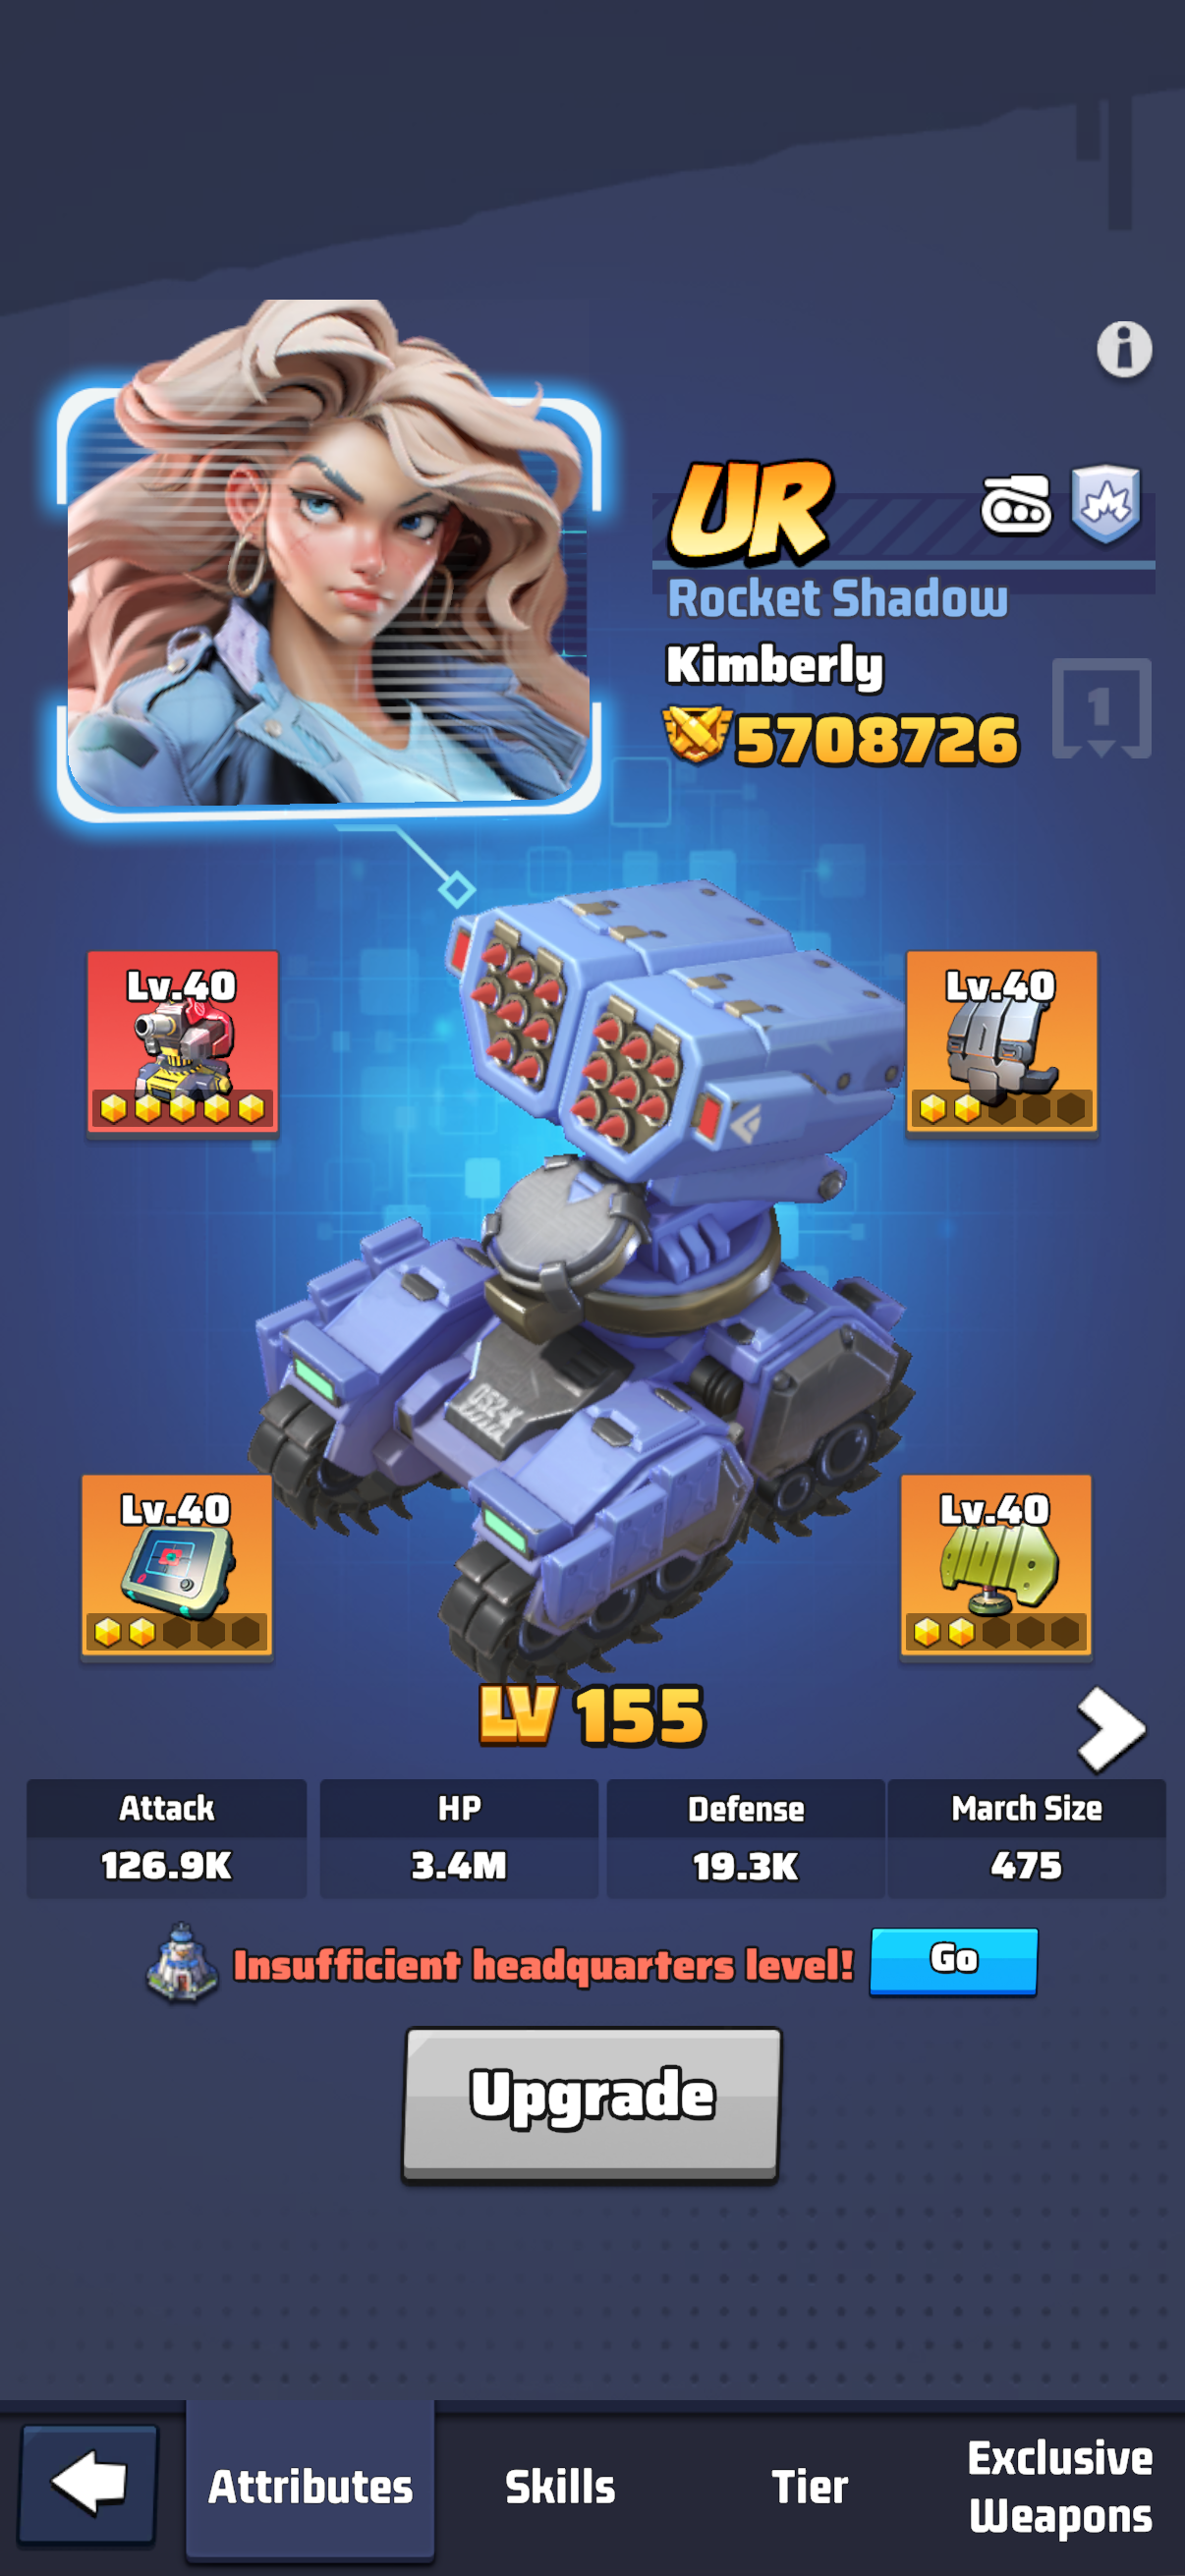 UR
Rocket Shadow
Kimberly
5708726
1
Lv.40
Lv.40
052-K
Lv.40
Lv.40
LV 155
Attack
HP
Defense
March Size
126.9K
3.4M
19.3K
475
Insufficient headquarters level!
Go
Upgrade
Attributes
Skills
Tier
Exclusive
Weapons